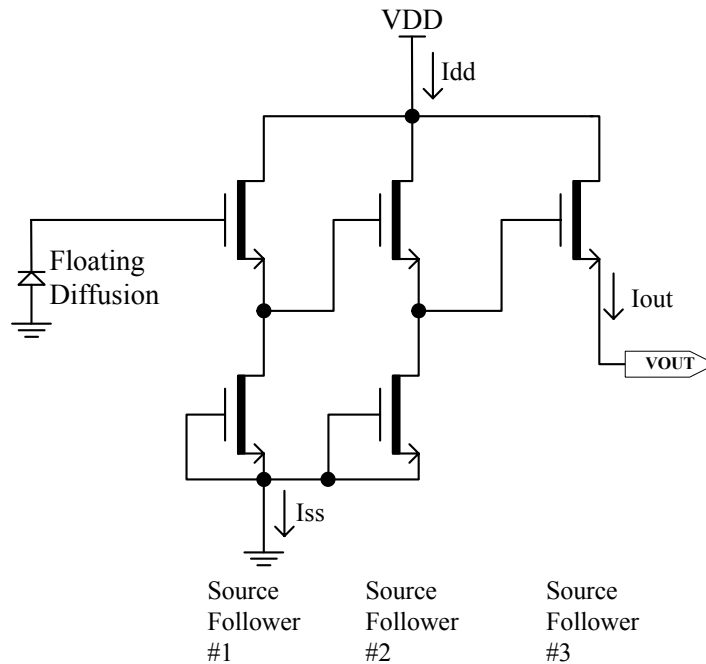 VDD
Idd
Floating
Diffusion
Iout
VOUT
Iss
Source
Follower
#1
Source
Follower
#2
Source
Follower
#3